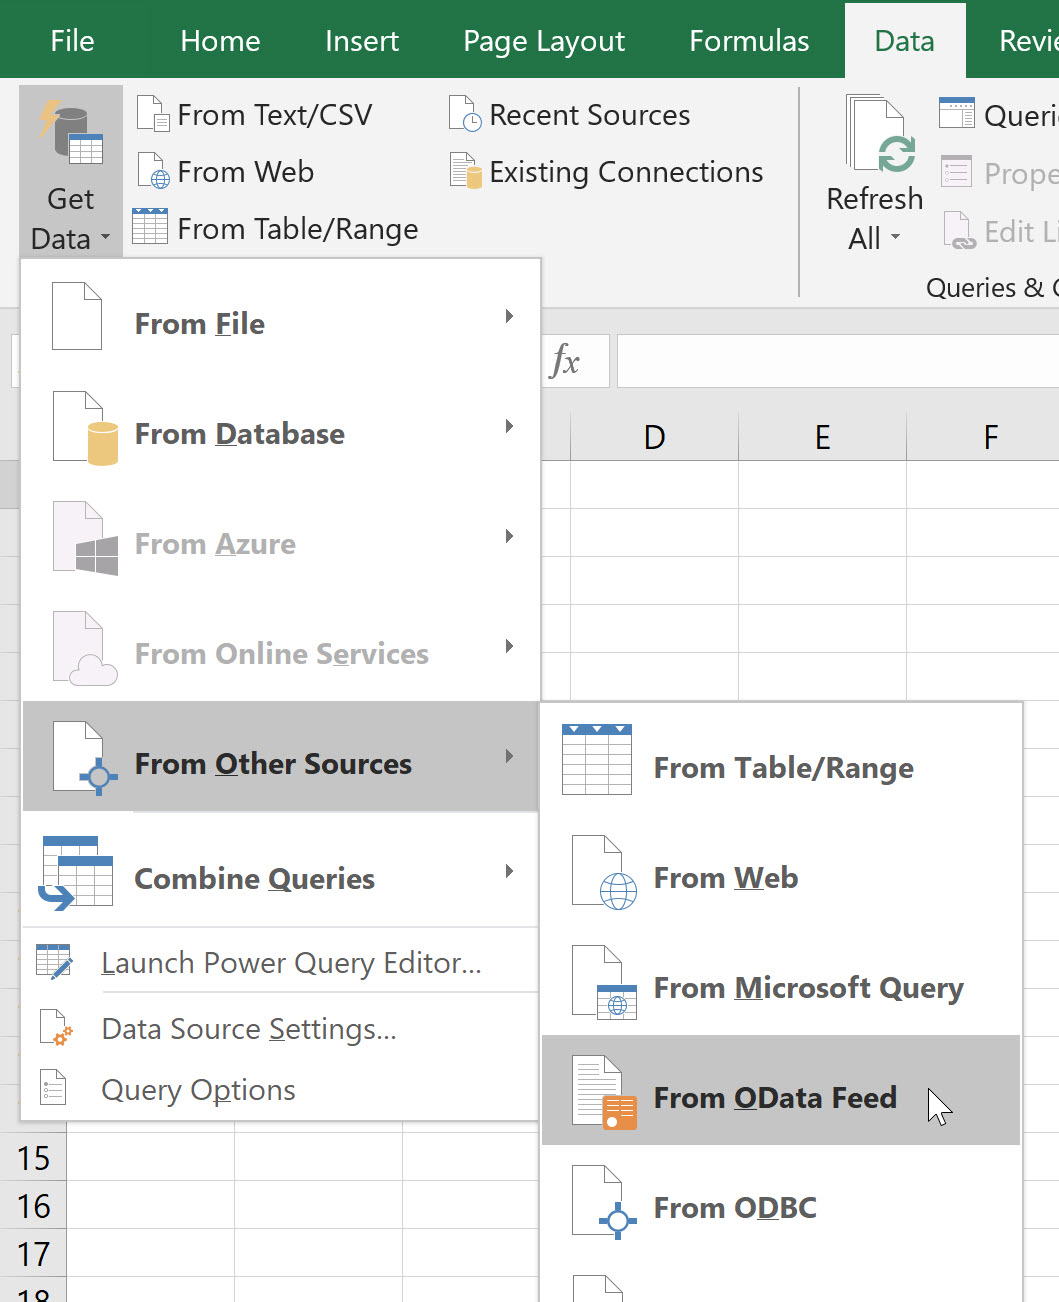 File Home Insert Page Layout Formulas Data Revie
From Text/CSV
From Web
From Table/Range
Recent Sources
Existing Connections
Get
Data
Refresh
All
Queri
Prope
Edit Li
Queries & C
From File
From Database
From Azure
From Online Services
From Other Sources
Combine Queries
Launch Power Query Editor...
Data Source Settings...
Query Options
fx
D E F
From Table/Range
From Web
From Microsoft Query
From OData Feed
From ODBC
15
16
17
18